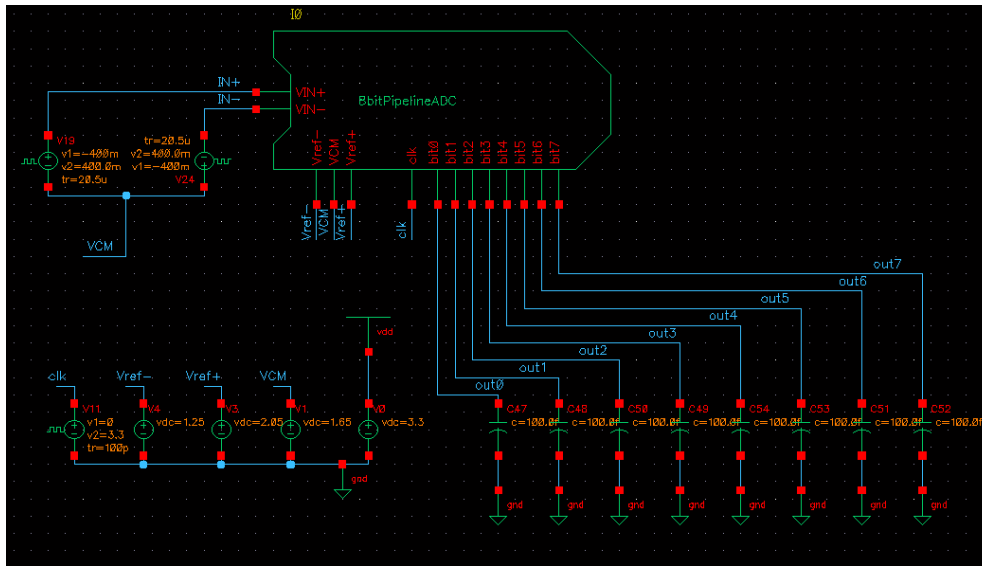 I0
IN+
IN-
VIN+
VIN-
8bitPipelineADC
Vref-
VCM
Vref+
clk
bit0
bit1
bit2
bit3
bit4
bit5
bit6
bit7
V19
v1=-400m
v2=400.0m
tr=20.5u
tr=20.5u
v2=400.0m
v1=-400m
V24
VCM
Vref-
VCM
Vref+
clk
out7
out6
out5
out4
out3
out2
out1
out0
vdd
clk
Vref-
Vref+
VCM
V11
v1=0
v2=3.3
tr=100p
V4
vdc=1.25
V3
vdc=2.05
V1
vdc=1.65
V0
vdc=3.3
gnd
C47
c=100.0f
C48
c=100.0f
C50
c=100.0f
C49
c=100.0f
C54
c=100.0f
C53
c=100.0f
C51
c=100.0f
C52
c=100.0f
gnd
gnd
gnd
gnd
gnd
gnd
gnd
gnd